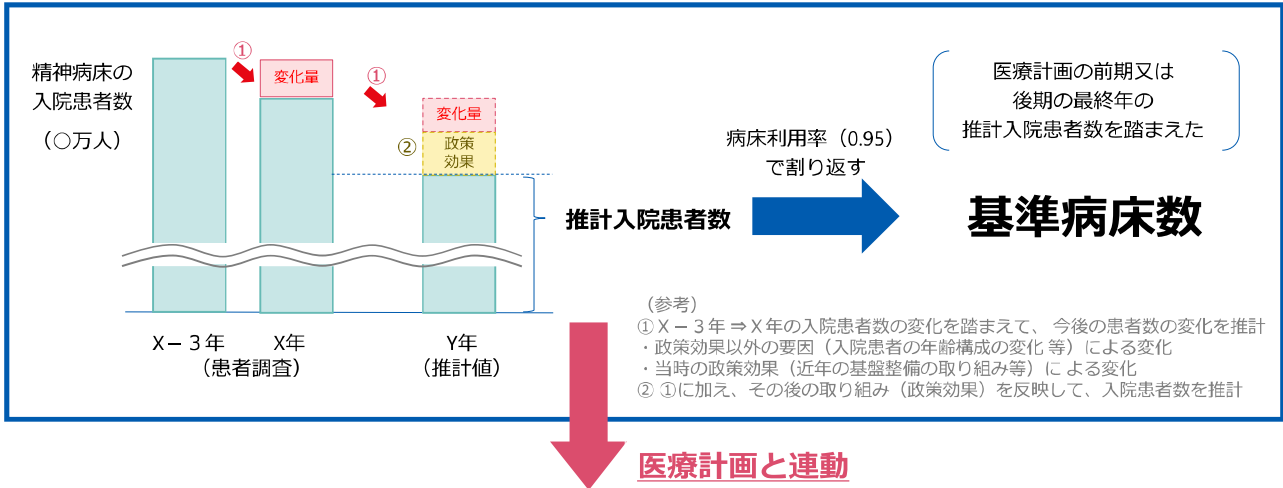 精神病床の
入院患者数
（○万人）
①
変化量
①
変化量
②
政策
効果
X－３年
X年
（患者調査）
Y年
（推計値）
推計入院患者数
病床利用率（0.95）
で割り返す
医療計画の前期又は
後期の最終年の
推計入院患者数を踏まえた
基準病床数
（参考）
①X－３年⇒X年の入院患者数の変化を踏まえて、今後の患者数の変化を推計
・政策効果以外の要因（入院患者の年齢構成の変化 等）による変化
・当時の政策効果（近年の基盤整備の取り組み等）に よる変化
② ①に加え、その後の取り組み（政策効果）を反映して、入院患者数を推計
医療計画と連動